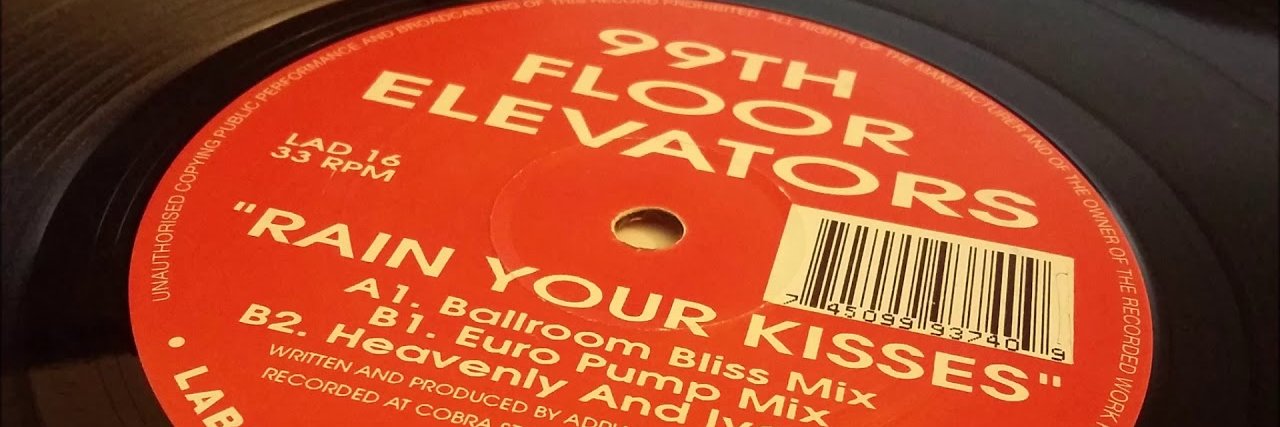 UNAUTHORISED COPYING PUBLIC PERFORMANCE AND BROADCASTING OF THIS RECORD PROHIBITED. ALL RIGHTS OF THE MANUFACTURER AND OF THE OWNER OF THE RECORDED WORK
99TH
FLOOR
ELEVATORS
LAD 16
33 RPM
"RAIN YOUR KISSES"
7 45099 93740 9
A1. Ballroom Bliss Mix
B1. Euro Pump Mix
B2. Heavenly And
WRITTEN AND PRODUCED BY
RECORDED AT COBRA
• LAB